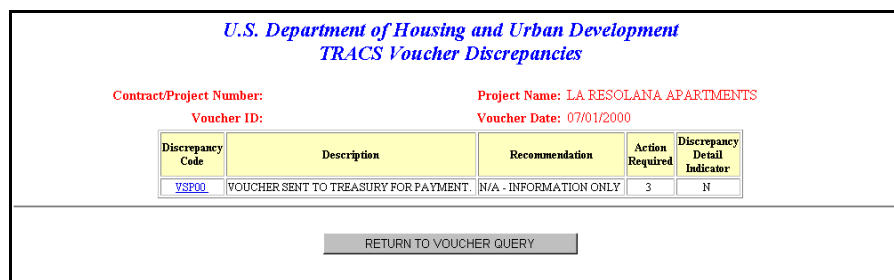 U.S. Department of Housing and Urban Development
TRACS Voucher Discrepancies
Contract/Project Number: Project Name: LA RESOLANA APARTMENTS
Voucher ID: Voucher Date: 07/01/2000
Discrepancy Code Description Recommendation Action Required Discrepancy Detail Indicator
VSP00 VOUCHER SENT TO TREASURY FOR PAYMENT. N/A - INFORMATION ONLY 3 N
RETURN TO VOUCHER QUERY